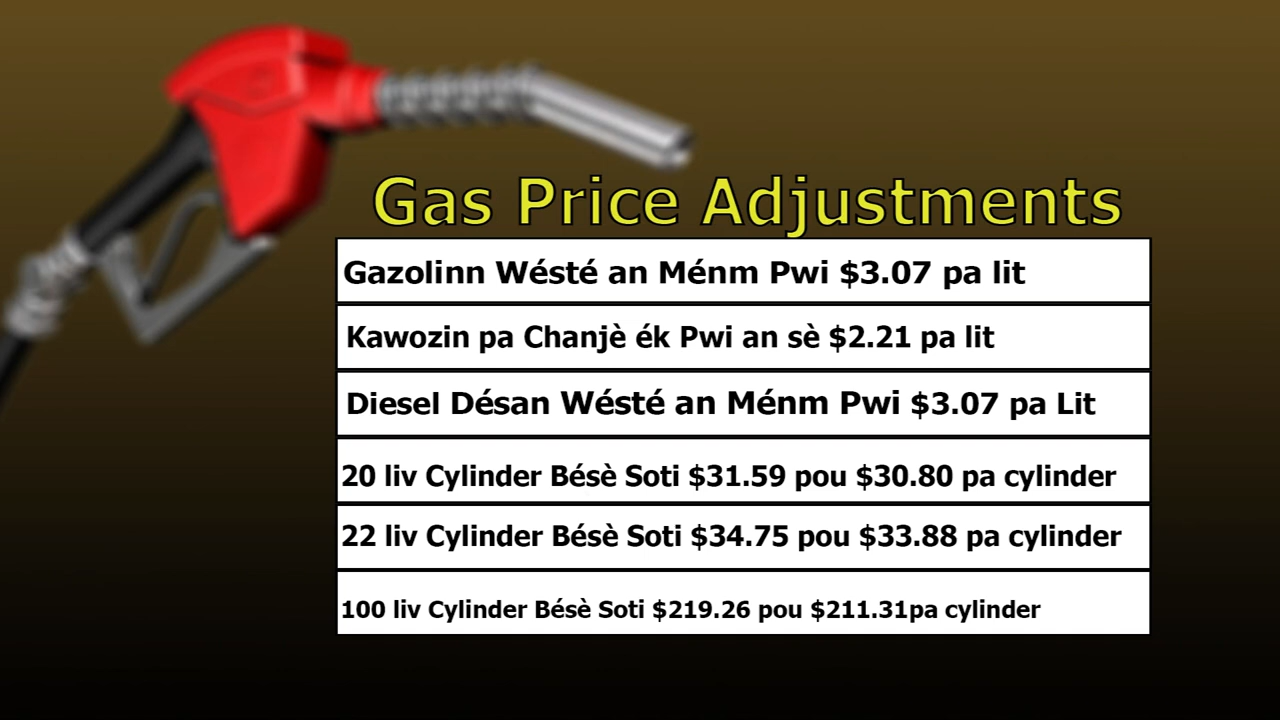 Gas Price Adjustments
Gazolinn Wésté an Ménm Pwi $3.07 pa lit
Kawozin pa Chanjè ék Pwi an sè $2.21 pa lit
Diesel Désan Wésté an Ménm Pwi $3.07 pa Lit
20 liv Cylinder Bésè Soti $31.59 pou $30.80 pa cylinder
22 liv Cylinder Bésè Soti $34.75 pou $33.88 pa cylinder
100 liv Cylinder Bésè Soti $219.26 pou $211.31pa cylinder